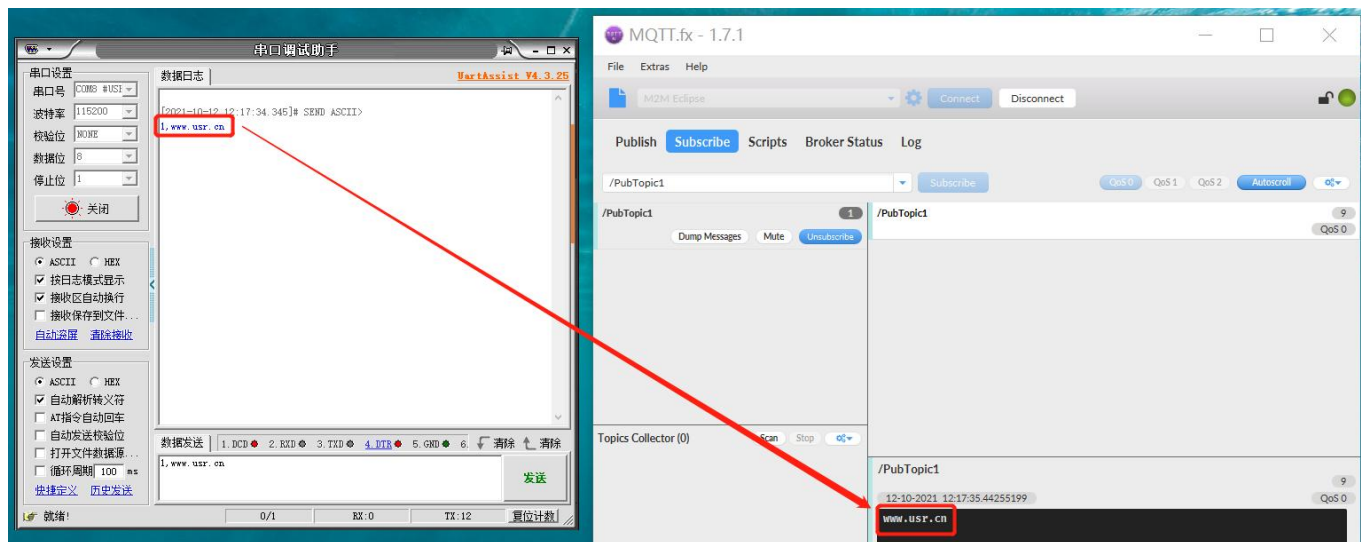 串口调试助手
串口设置
串口号 COM8 #USI
波特率 115200
校验位 NONE
数据位 8
停止位 1
关闭
接收设置
ASCII HEX
按日志模式显示
接收区自动换行
接收保存到文件...
自动滚屏 清除接收
发送设置
ASCII HEX
自动解析转义符
AT指令自动回车
自动发送校验位
打开文件数据源...
循环周期 100 ms
快捷定义 历史发送
数据日志 UartAssist V4.3.25
[2021-10-12 12:17:34.345]# SEND ASCII>
1,www.usr.cn
数据发送 1.DCD 2.RXD 3.TXD 4.DTR 5.GND 6. 清除 清除
1,www.usr.cn
发送
就绪! 0/1 RX:0 TX:12 复位计数
MQTT.fx - 1.7.1
File Extras Help
M2M Eclipse Connect Disconnect
Publish Subscribe Scripts Broker Status Log
/PubTopic1 Subscribe QoS 0 QoS 1 QoS 2 Autoscroll
/PubTopic1 1
Dump Messages Mute Unsubscribe
/PubTopic1 9
QoS 0
Topics Collector (0) Scan Stop
/PubTopic1
9
12-10-2021 12:17:35.44255199 QoS 0
www.usr.cn